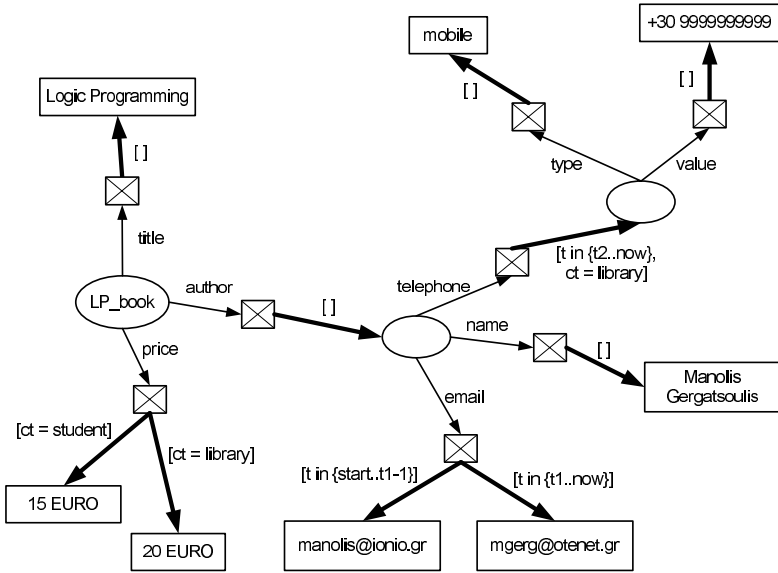 mobile
+30 9999999999
[ ]
[ ]
Logic Programming
[ ]
type
value
title
[t in {t2..now},
ct = library]
telephone
LP_book
author
[ ]
name
[ ]
price
email
Manolis
Gergatsoulis
[ct = student]
[ct = library]
[t in {start..t1-1}]
[t in {t1..now}]
15 EURO
20 EURO
manolis@ionio.gr
mgerg@otenet.gr